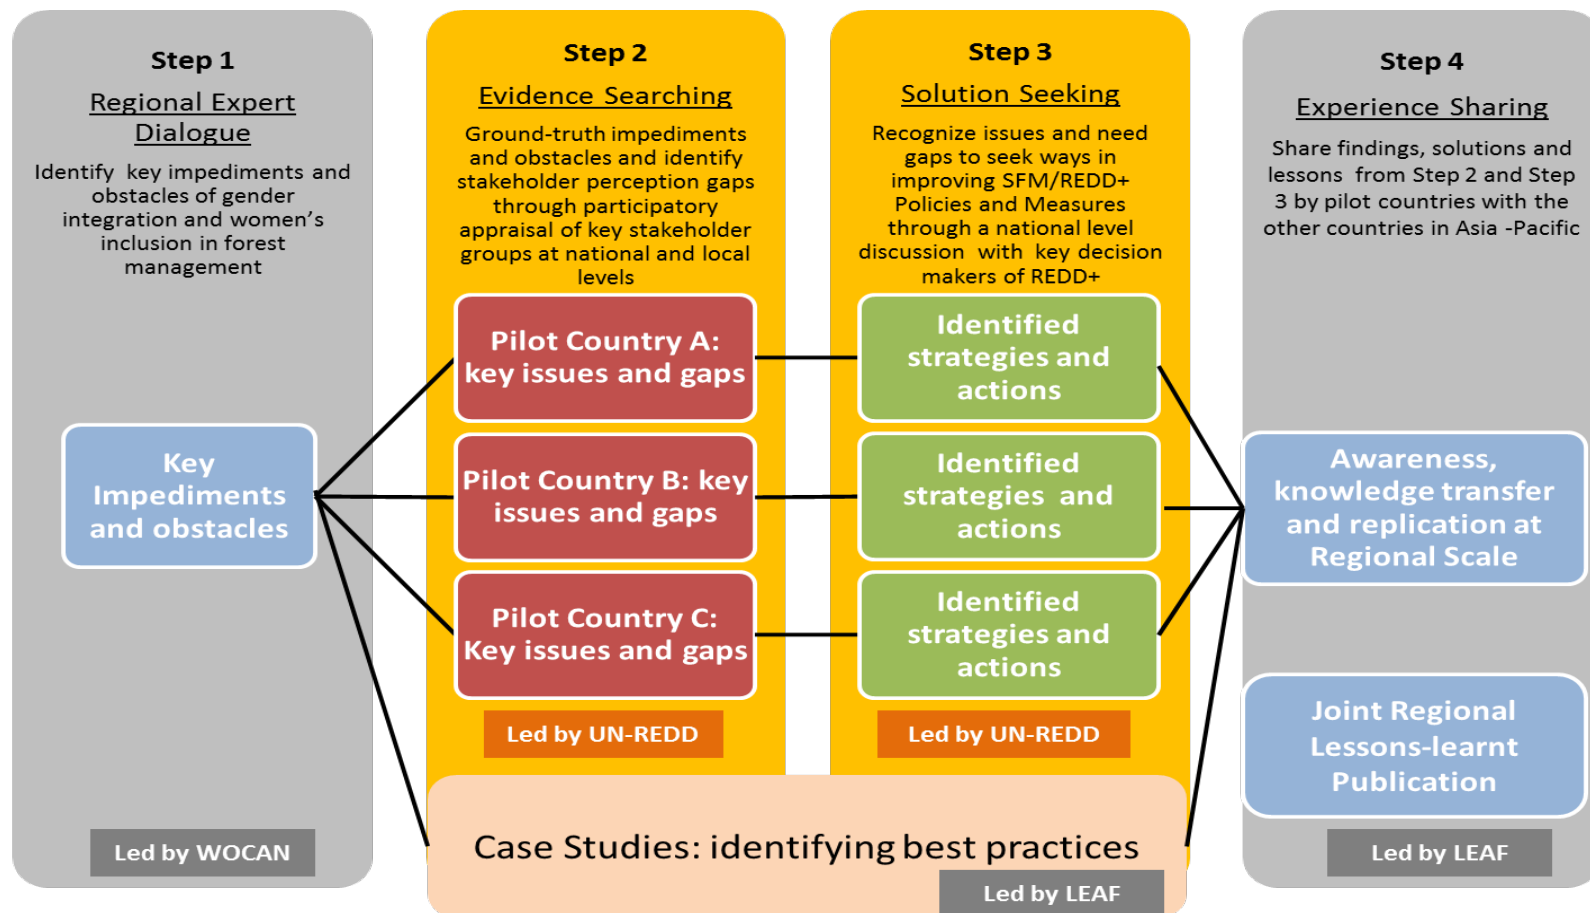 Step 1
Regional Expert
Dialogue
Identify key impediments and
obstacles of gender
integration and women's
inclusion in forest
management
Key
Impediments
and obstacles
Led by WOCAN
Step 2
Evidence Searching
Ground-truth impediments
and obstacles and identify
stakeholder perception gaps
through participatory
appraisal of key stakeholder
groups at national and local
levels
Pilot Country A:
key issues and gaps
Pilot Country B: key
issues and gaps
Pilot Country C:
Key issues and gaps
Led by UN-REDD
Step 3
Solution Seeking
Recognize issues and need
gaps to seek ways in
improving SFM/REDD+
Policies and Measures
through a national level
discussion with key decision
makers of REDD+
Identified
strategies and
actions
Identified
strategies and
actions
Identified
strategies and
actions
Led by UN-REDD
Case Studies: identifying best practices
Led by LEAF
Step 4
Experience Sharing
Share findings, solutions and
lessons from Step 2 and Step
3 by pilot countries with the
other countries in Asia -Pacific
Awareness,
knowledge transfer
and replication at
Regional Scale
Joint Regional
Lessons-learnt
Publication
Led by LEAF